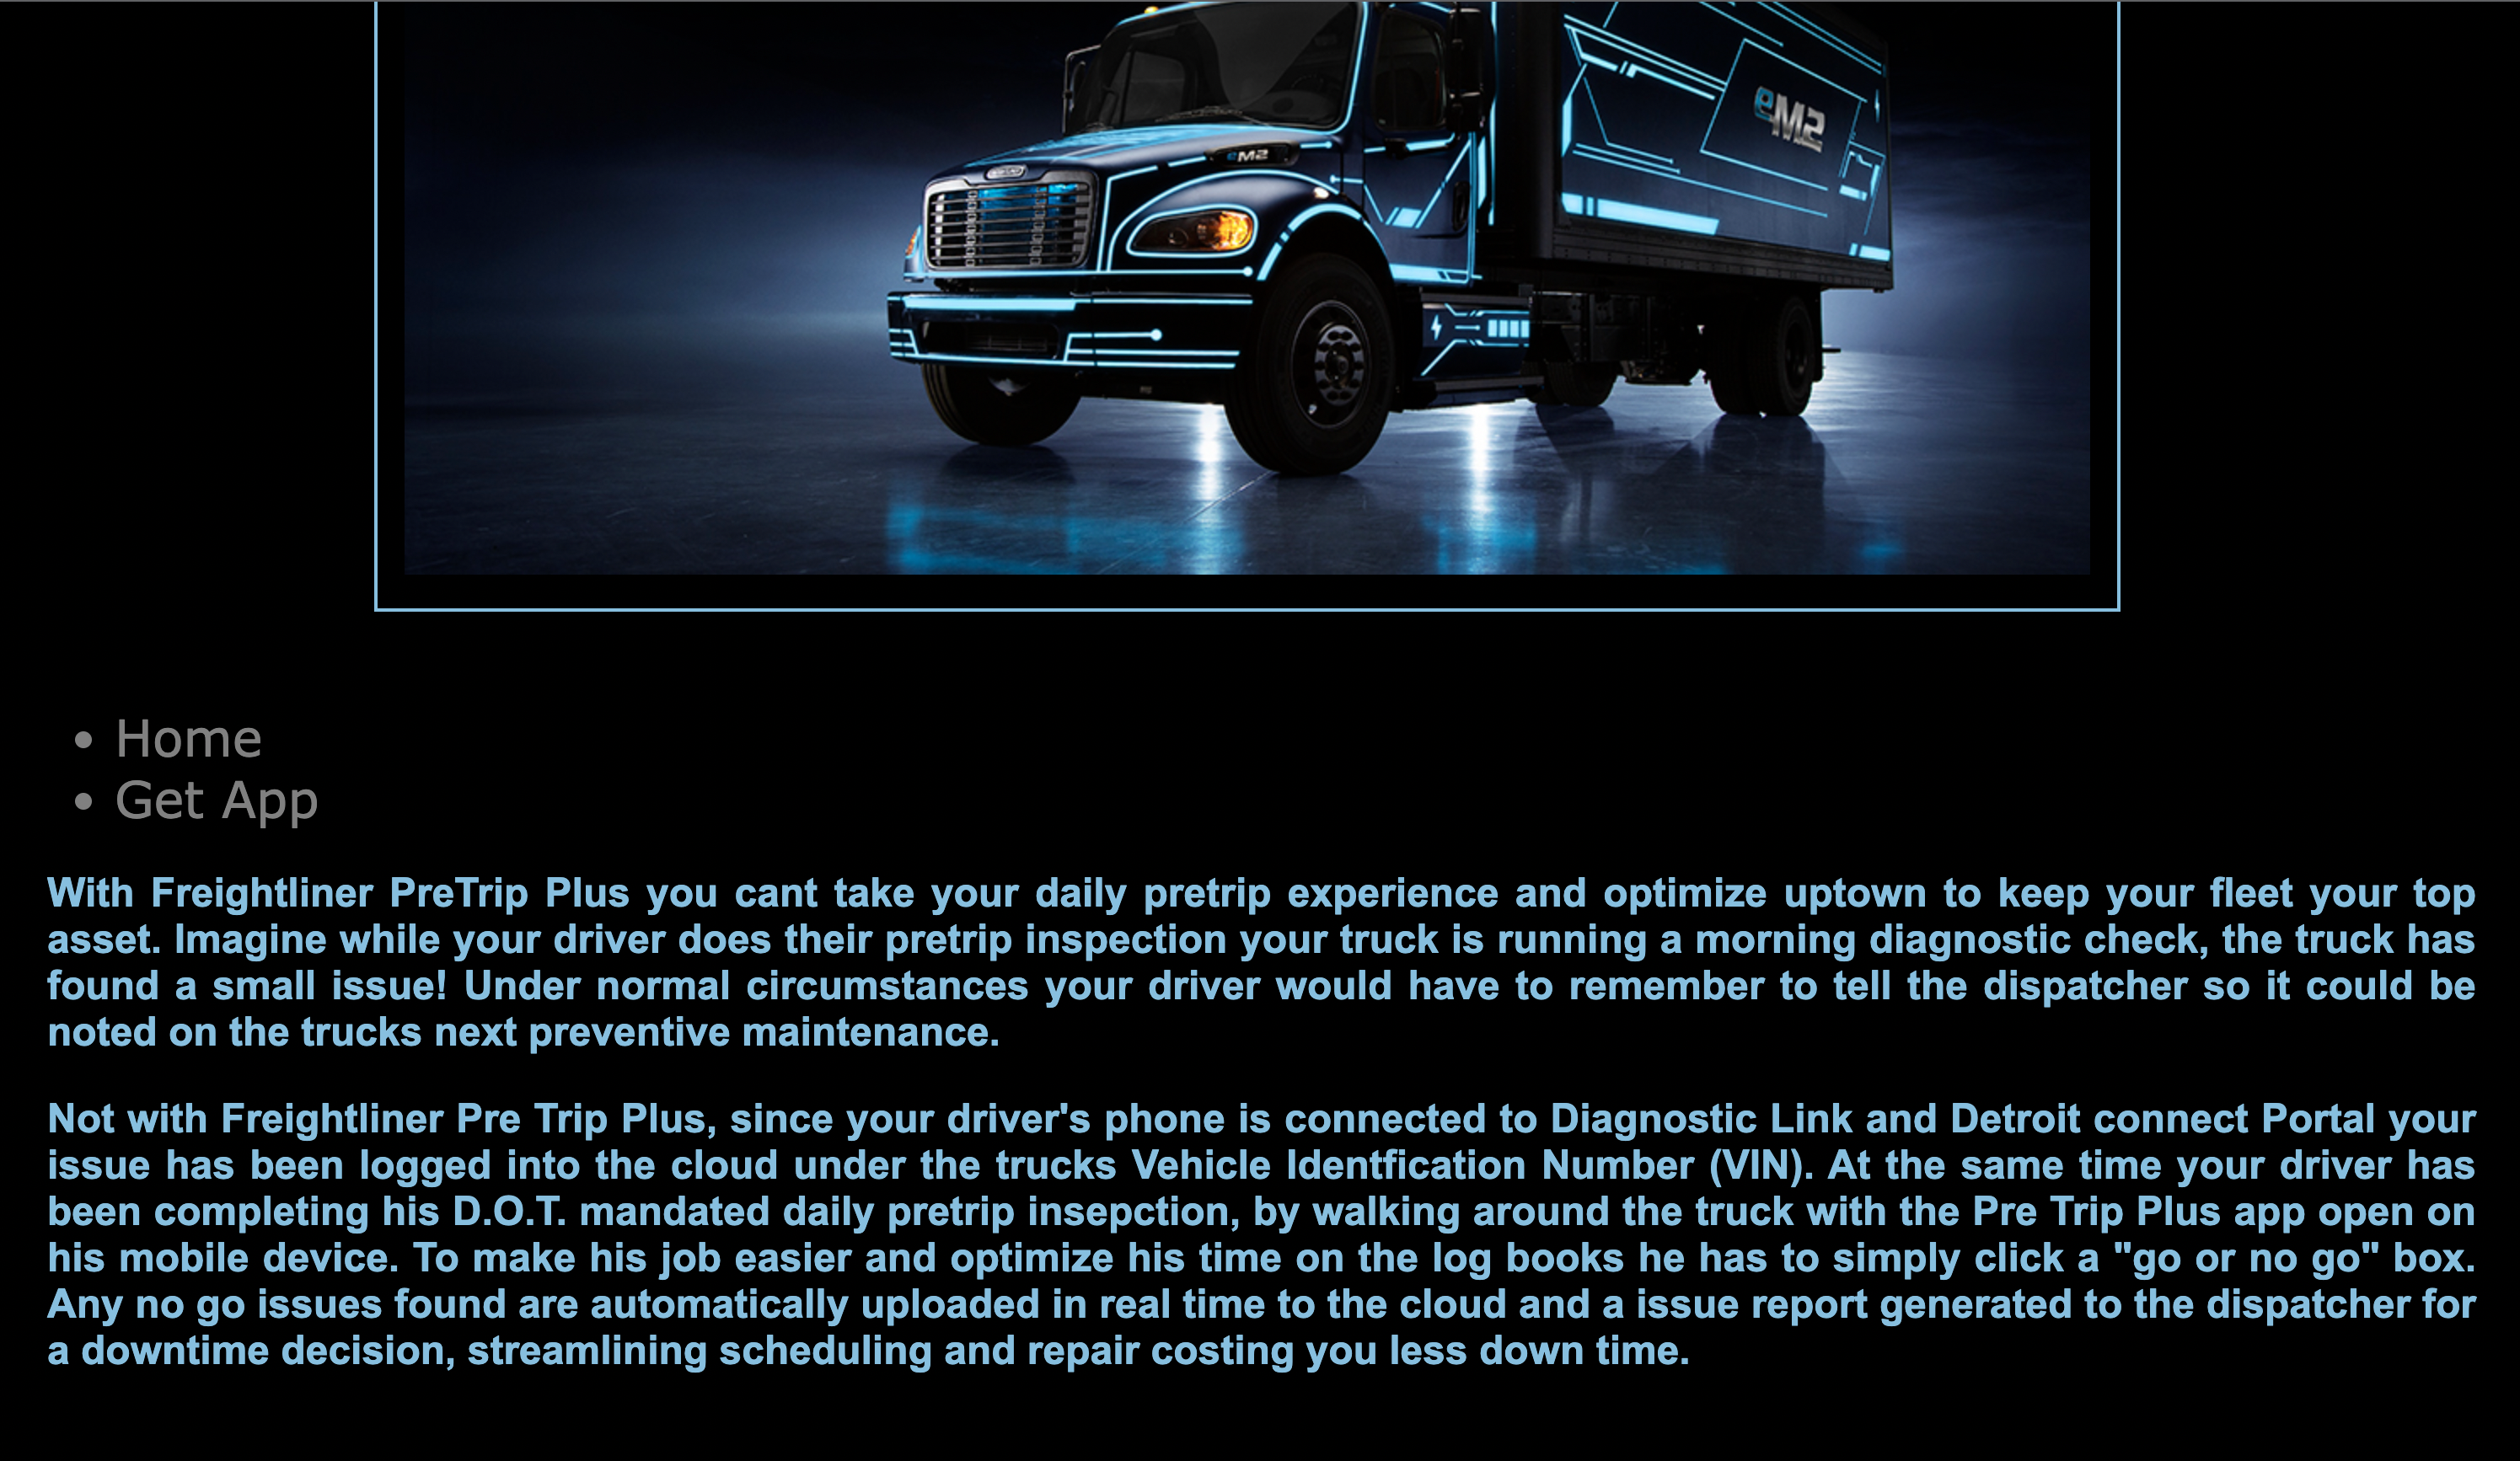 eM2
eM2
Home
Get App
With Freightliner PreTrip Plus you cant take your daily pretrip experience and optimize uptown to keep your fleet your top
asset. Imagine while your driver does their pretrip inspection your truck is running a morning diagnostic check, the truck has
found a small issue! Under normal circumstances your driver would have to remember to tell the dispatcher so it could be
noted on the trucks next preventive maintenance.
Not with Freightliner Pre Trip Plus, since your driver's phone is connected to Diagnostic Link and Detroit connect Portal your
issue has been logged into the cloud under the trucks Vehicle Identfication Number (VIN). At the same time your driver has
been completing his D.O.T. mandated daily pretrip insepction, by walking around the truck with the Pre Trip Plus app open on
his mobile device. To make his job easier and optimize his time on the log books he has to simply click a "go or no go" box.
Any no go issues found are automatically uploaded in real time to the cloud and a issue report generated to the dispatcher for
a downtime decision, streamlining scheduling and repair costing you less down time.